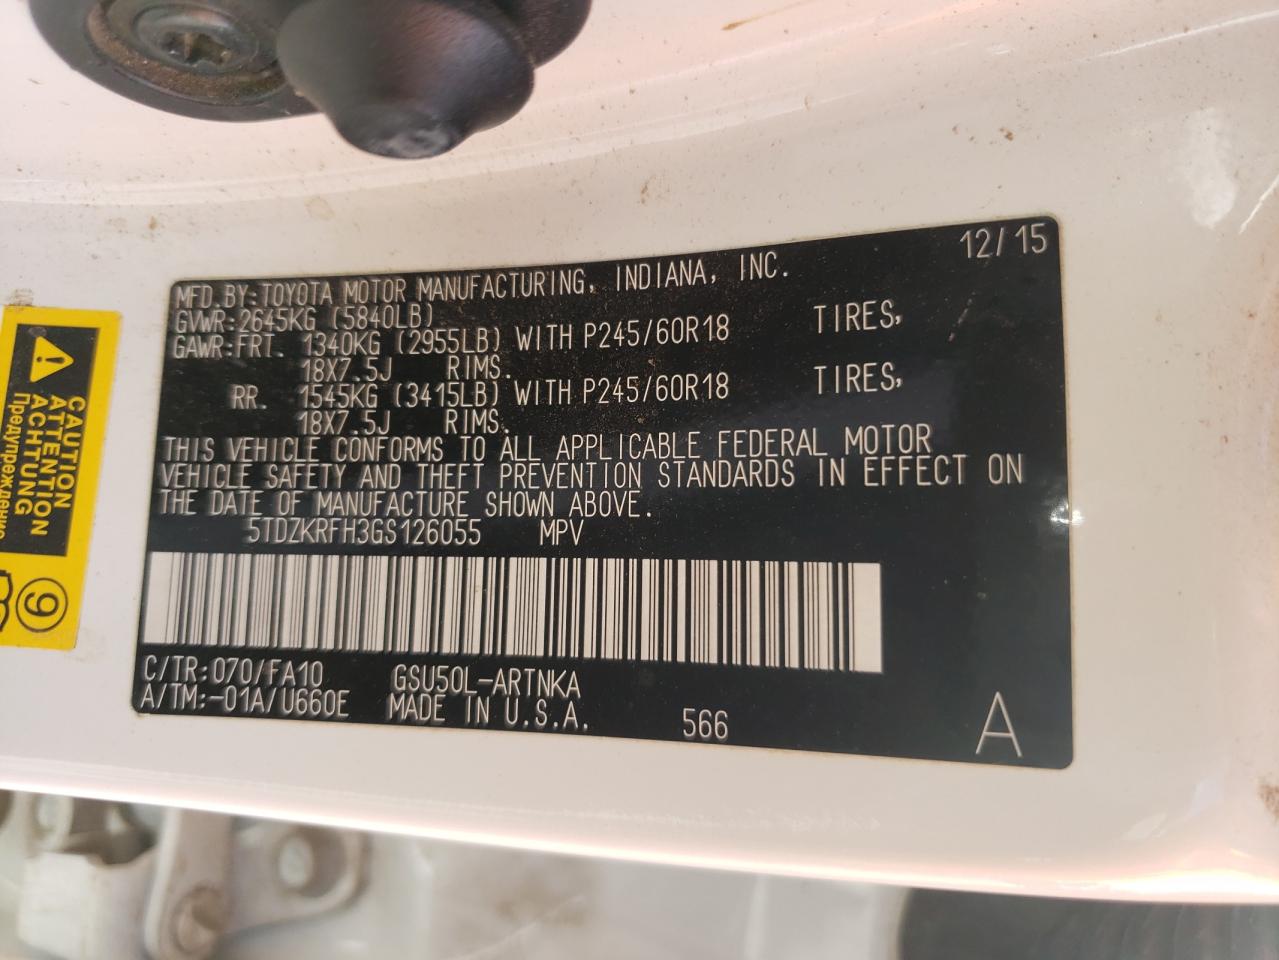 12/15
MFD.BY:TOYOTA MOTOR MANUFACTURING, INDIANA, INC.
GVWR:2645KG (5840LB)
GAWR:FRT. 1340KG (2955LB) WITH P245/60R18 TIRES,
18X7.5J RIMS.
RR. 1545KG (3415LB) WITH P245/60R18 TIRES,
18X7.5J RIMS.
THIS VEHICLE CONFORMS TO ALL APPLICABLE FEDERAL MOTOR
VEHICLE SAFETY AND THEFT PREVENTION STANDARDS IN EFFECT ON
THE DATE OF MANUFACTURE SHOWN ABOVE.
5TDZKRFH3GS126055 MPV
C/TR:070/FA10 GSU50L-ARTNKA
A/TM:-01A/U660E MADE IN U.S.A. 566 A
CAUTION
ATTENTION
ACHTUNG
Предупреждение
9